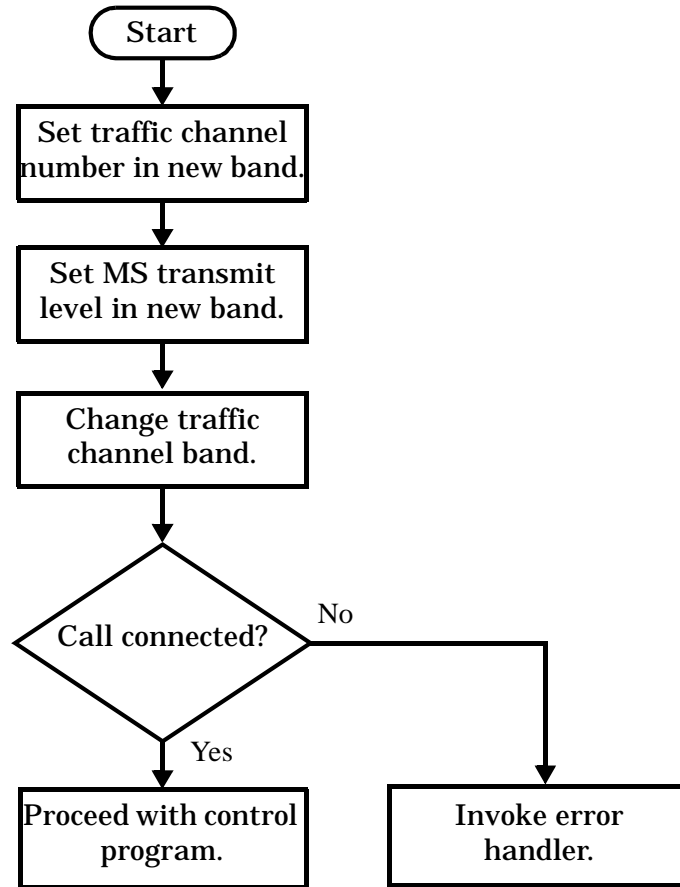 Start
Set traffic channel
number in new band.
Set MS transmit
level in new band.
Change traffic
channel band.
Call connected?
No
Yes
Proceed with control
program.
Invoke error
handler.